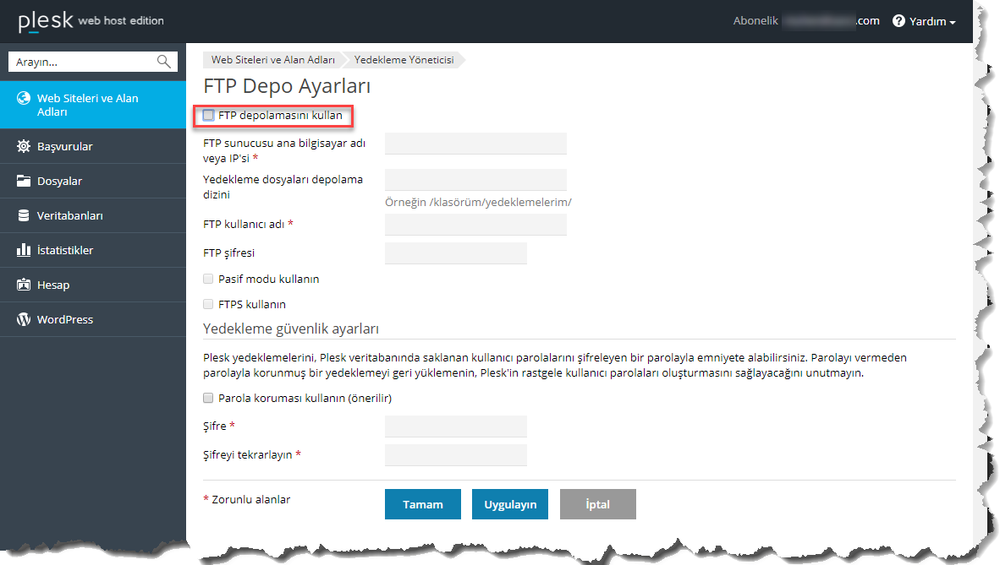 plesk web host edition
Abonelik .com Yardım
Arayın...
Web Siteleri ve Alan
Adları
Başvurular
Dosyalar
Veritabanları
İstatistikler
Hesap
WordPress
Web Siteleri ve Alan Adları Yedekleme Yöneticisi
FTP Depo Ayarları
FTP depolamasını kullan
FTP sunucusu ana bilgisayar adı
veya IP'si *
Yedekleme dosyaları depolama
dizini
Örneğin /klasörüm/yedeklemelerim/
FTP kullanıcı adı *
FTP şifresi
Pasif modu kullanın
FTPS kullanın
Yedekleme güvenlik ayarları
Plesk yedeklemelerini, Plesk veritabanında saklanan kullanıcı parolalarını şifreleyen bir parolayla emniyete alabilirsiniz. Parolayı vermeden
parolayla korunmuş bir yedeklemeyi geri yüklemenin, Plesk'in rastgele kullanıcı parolaları oluşturmasını sağlayacağını unutmayın.
Parola koruması kullanın (önerilir)
Şifre *
Şifreyi tekrarlayın *
* Zorunlu alanlar
Tamam
Uygulayın
İptal